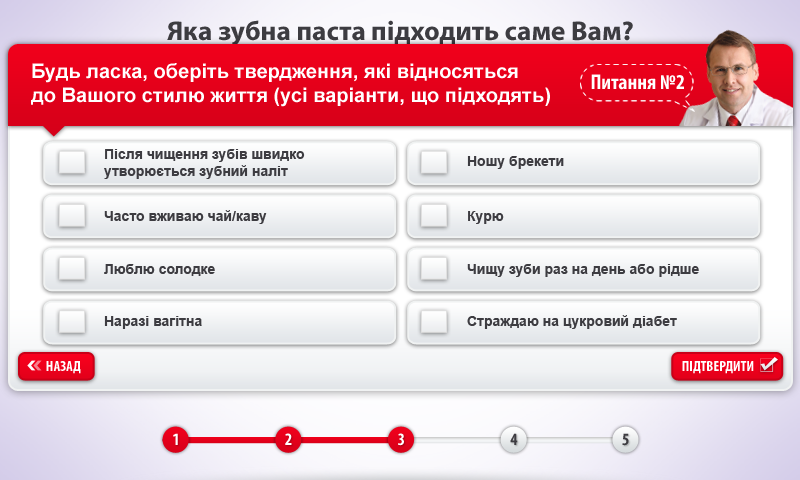 Яка зубна паста підходить саме Вам?
Будь ласка, оберіть твердження, які відносяться
до Вашого стилю життя (усі варіанти, що підходять)
Питання №2
Після чищення зубів швидко
утворюється зубний наліт
Ношу брекети
Часто вживаю чай/каву
Курю
Люблю солодке
Чищу зуби раз на день або рідше
Наразі вагітна
Страждаю на цукровий діабет
НАЗАД
ПІДТВЕРДИТИ
1 2 3 4 5